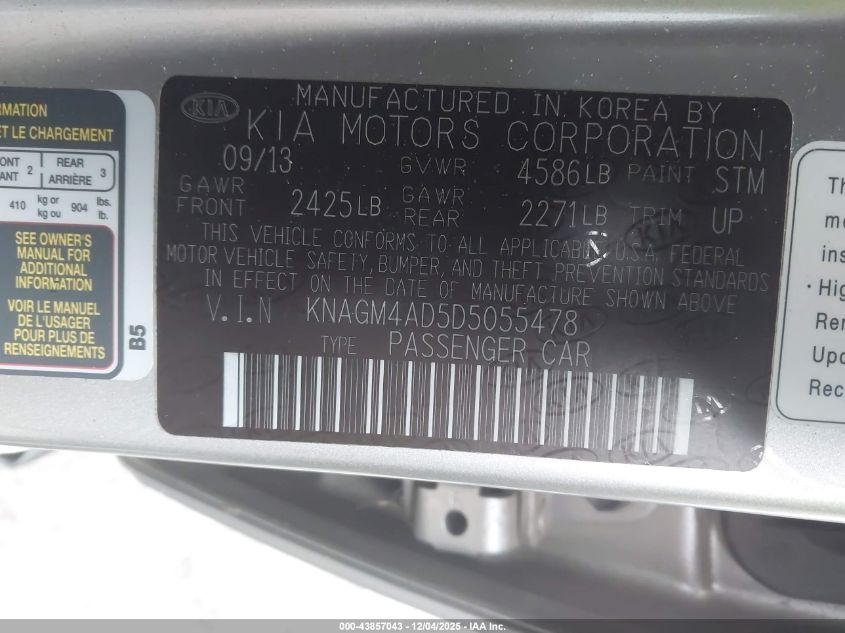 KIA
MANUFACTURED IN KOREA BY
KIA MOTORS CORPORATION
09/13 GVWR 4586LB PAINT STM
GAWR FRONT 2425LB GAWR REAR 2271LB TRIM UP
THIS VEHICLE CONFORMS TO ALL APPLICABLE U.S.A. FEDERAL
MOTOR VEHICLE SAFETY, BUMPER, AND THEFT PREVENTION STANDARDS
IN EFFECT ON THE DATE OF MANUFACTURE SHOWN ABOVE
V.I.N KNAGM4AD5D5055478
TYPE PASSENGER CAR
ET LE CHARGEMENT
2 REAR 3
ARRIÈRE
410 kg or kg ou 904 lbs. lb.
SEE OWNER'S
MANUAL FOR
ADDITIONAL
INFORMATION
VOIR LE MANUEL
DE L'USAGER
POUR PLUS DE
RENSEIGNEMENTS
B5
000-43857043 - 12/04/2025 - IAA Inc.